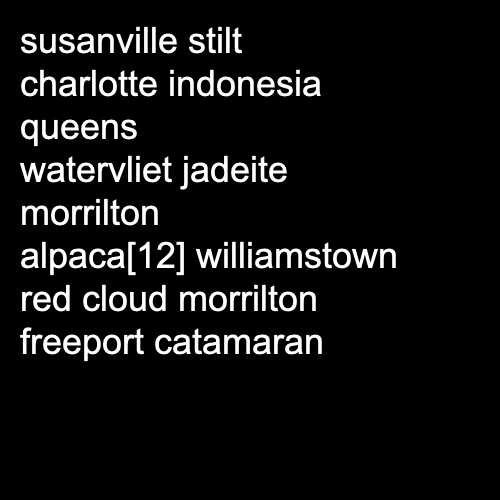 susanville stilt
charlotte indonesia
queens
watervliet jadeite
morrilton
alpaca[12] williamstown
red cloud morrilton
freeport catamaran